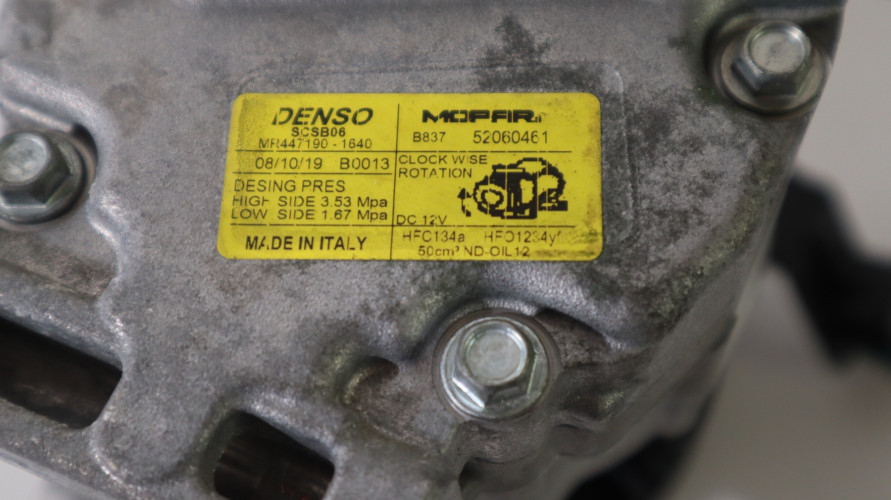 DENSO
SCSB06
MR447190 - 1640
08/10/19 B0013
DESING PRES
HIGH SIDE 3.53 Mpa
LOW SIDE 1.67 Mpa
MADE IN ITALY
MOPAR
B837 52060461
CLOCK WISE
ROTATION
DC 12V
HFC134a HFO1234yf
50cm³ ND-OIL12